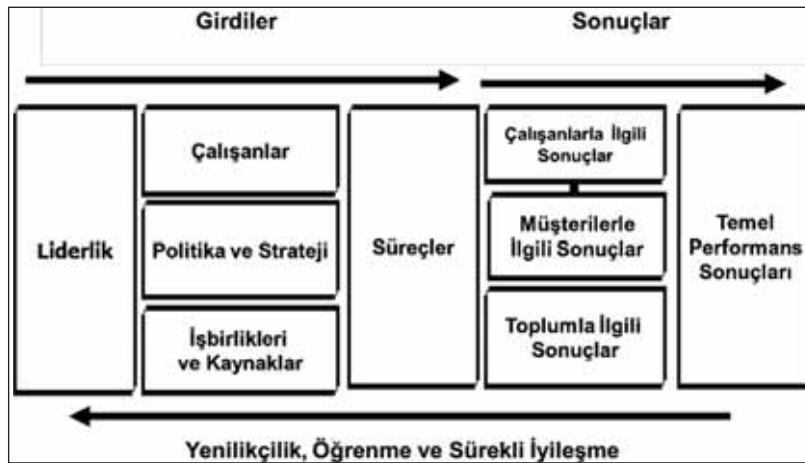 Girdiler
Sonuçlar
Liderlik
Çalışanlar
Politika ve Strateji
İşbirlikleri
ve Kaynaklar
Süreçler
Çalışanlarla İlgili
Sonuçlar
Müşterilerle
İlgili Sonuçlar
Toplumla İlgili
Sonuçlar
Temel
Performans
Sonuçları
Yenilikçilik, Öğrenme ve Sürekli İyileşme